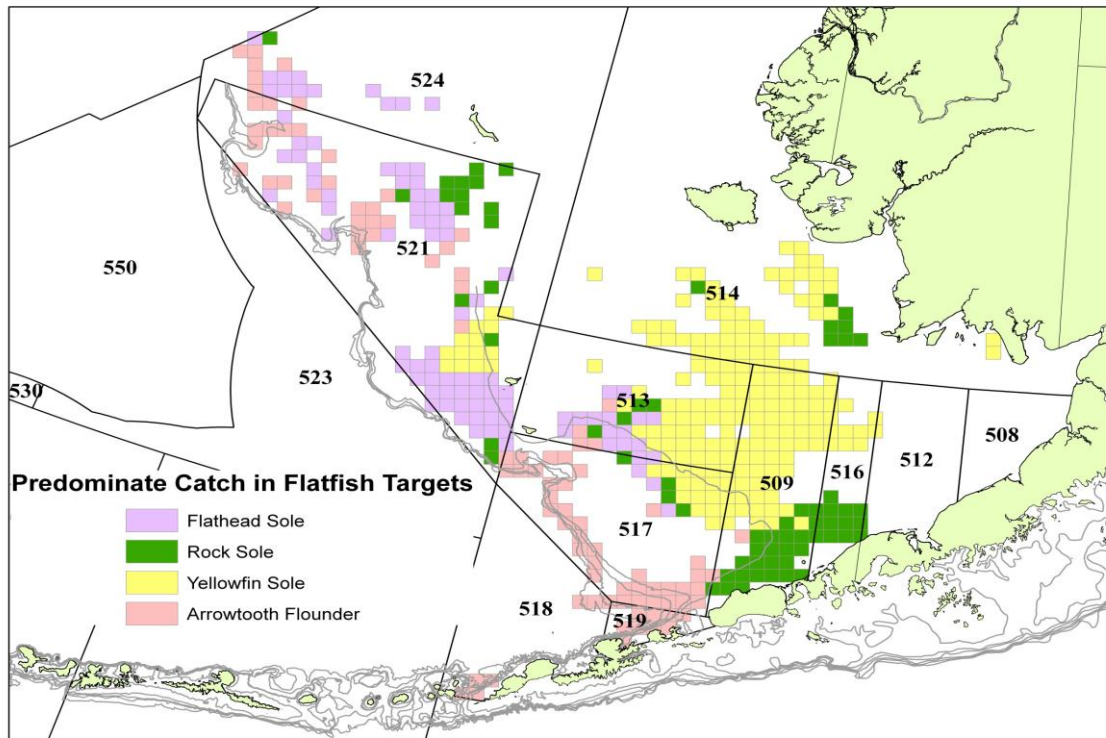 524
521
550
514
523
530
513
508
512
516
509
517
518
519
Predominate Catch in Flatfish Targets
Flathead Sole
Rock Sole
Yellowfin Sole
Arrowtooth Flounder